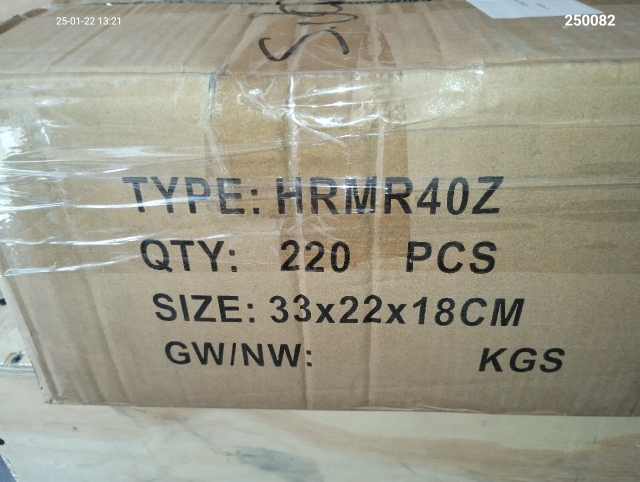 25-01-22 13:21
250082
TYPE: HRMR40Z
QTY: 220 PCS
SIZE: 33x22x18CM
GW/NW: KGS